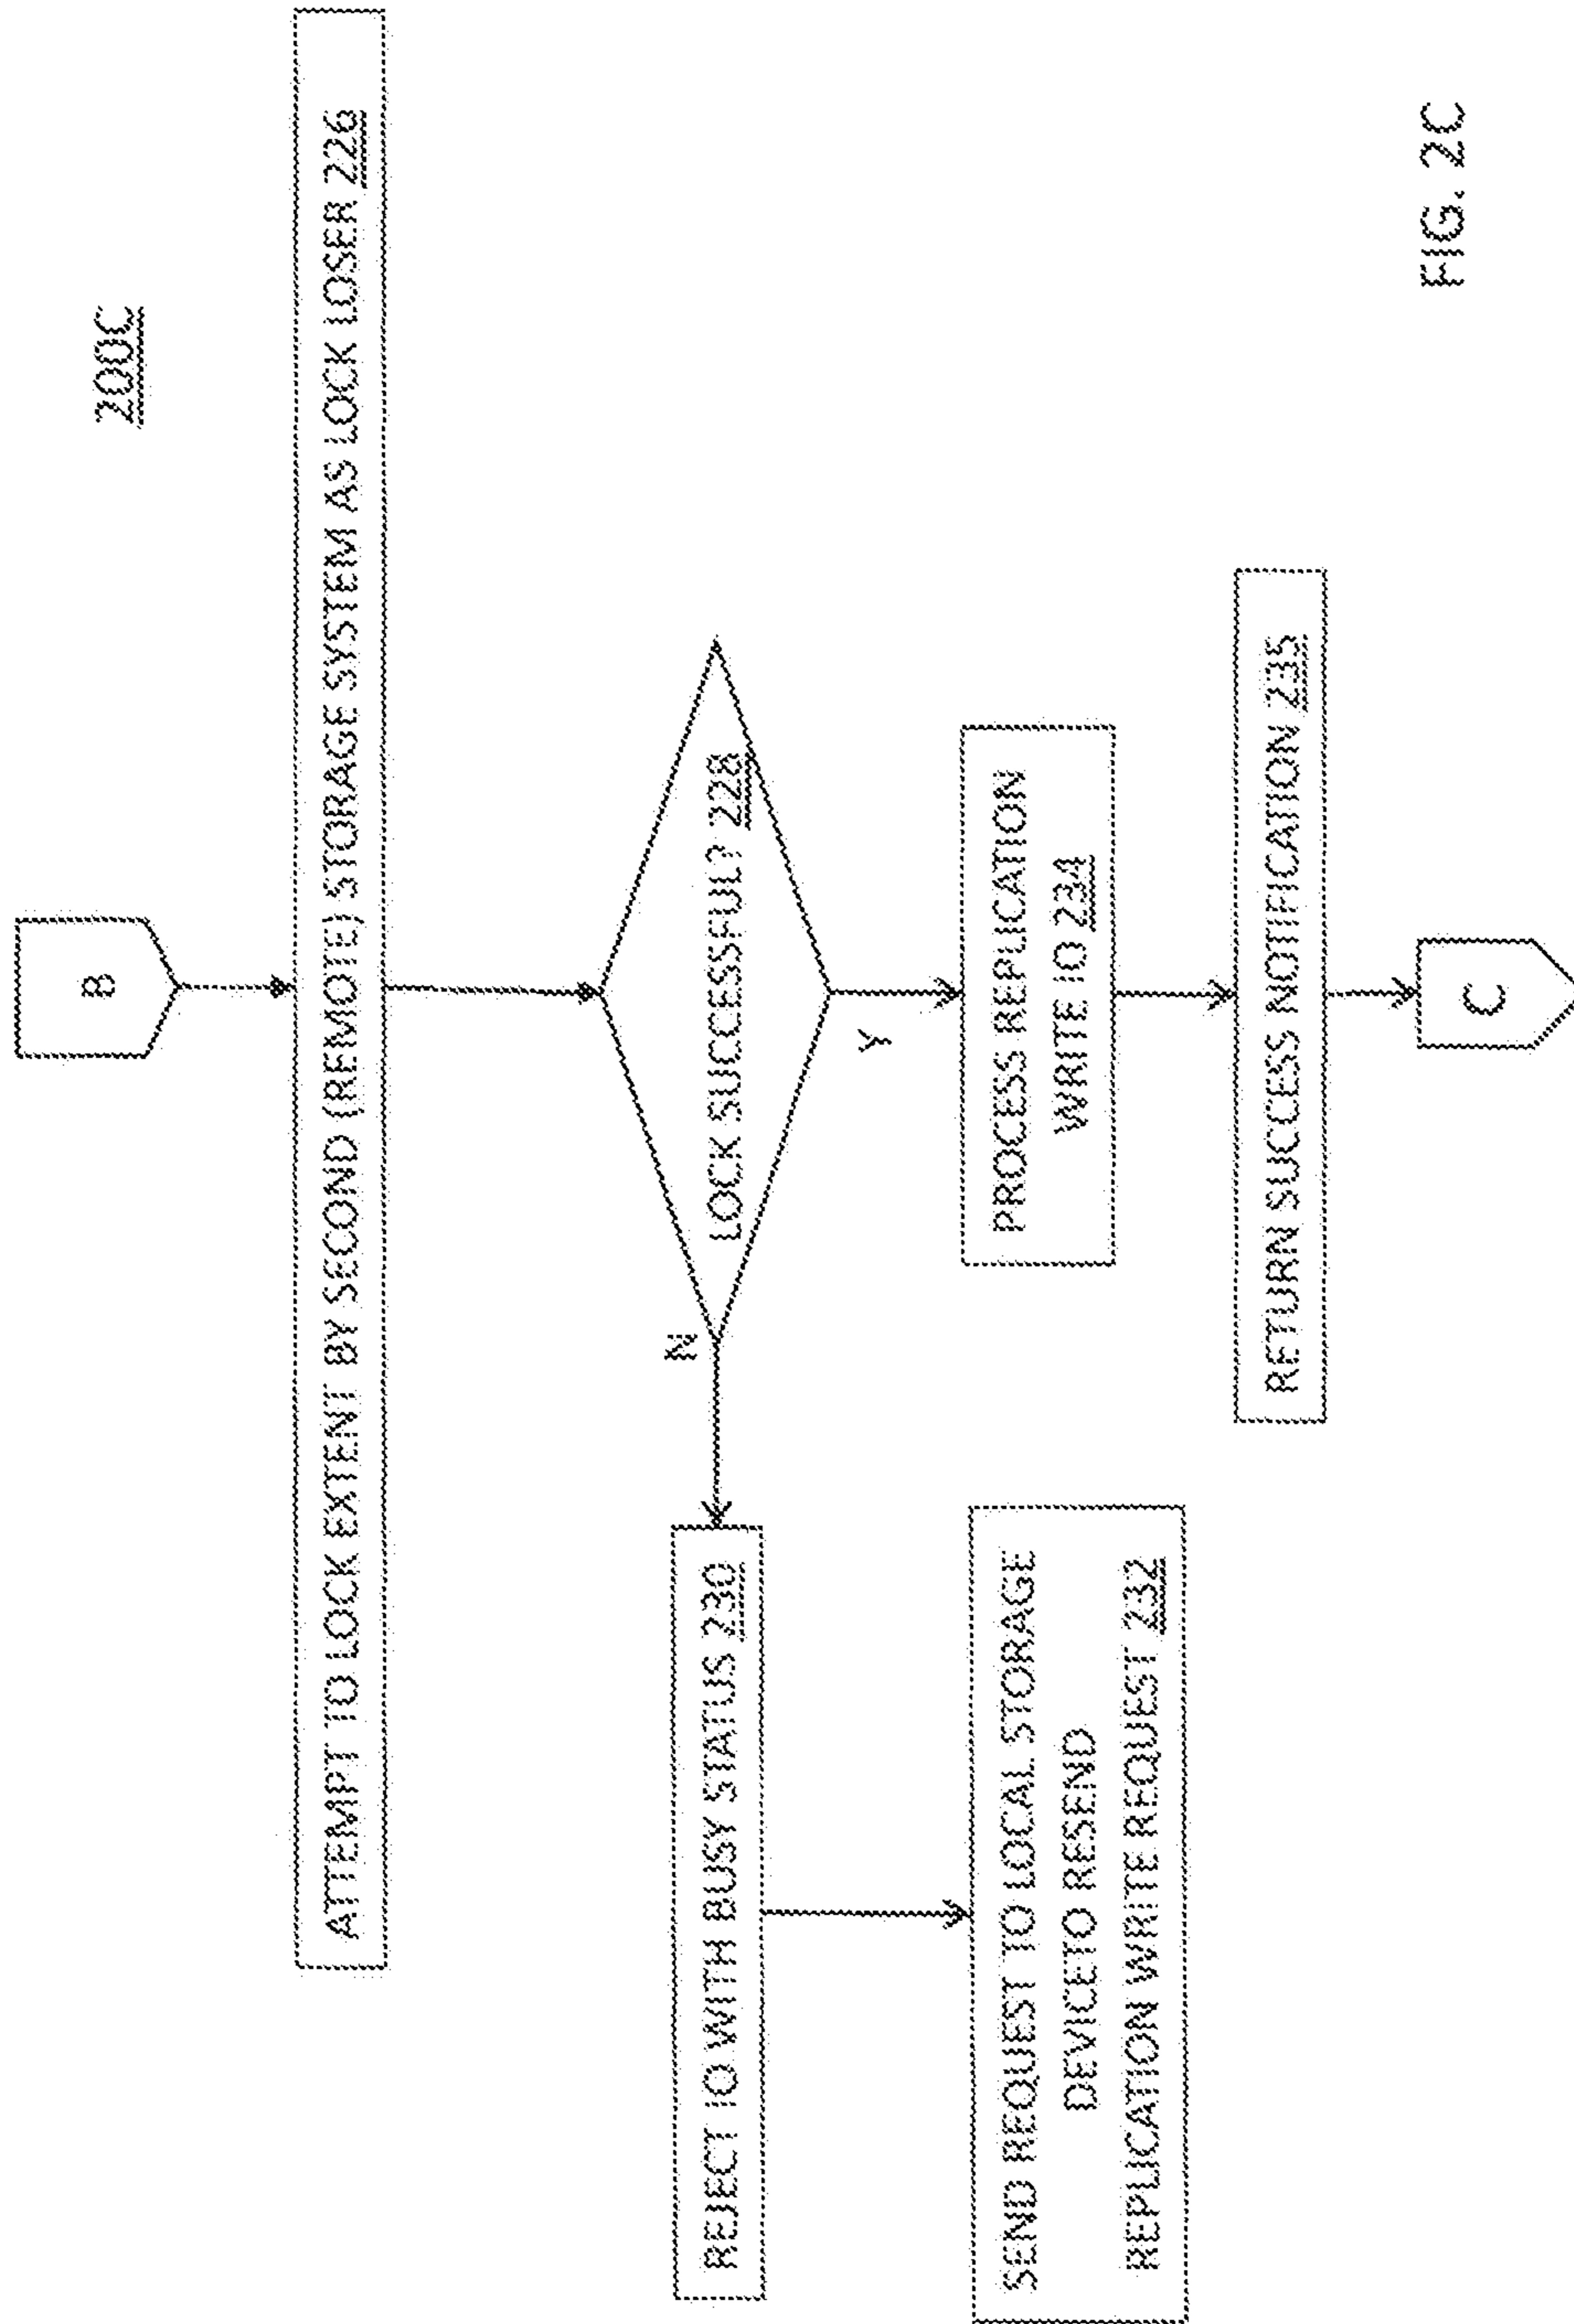 200C
B
ATTEMPT TO LOCK EXTENT BY SECOND (REMOTE) STORAGE SYSTEM AS LOCK LOSER 226
LOCK SUCCESSFUL? 228
N
Y
REJECT IO WITH BUSY STATUS 230
SEND REQUEST TO LOCAL STORAGE
DEVICETO RESEND
REPLICATION WRITE REQUEST 232
PROCESS REPLICATION
WRITE IO 234
RETURN SUCCESS NOTIFICATION 235
C
FIG. 2C